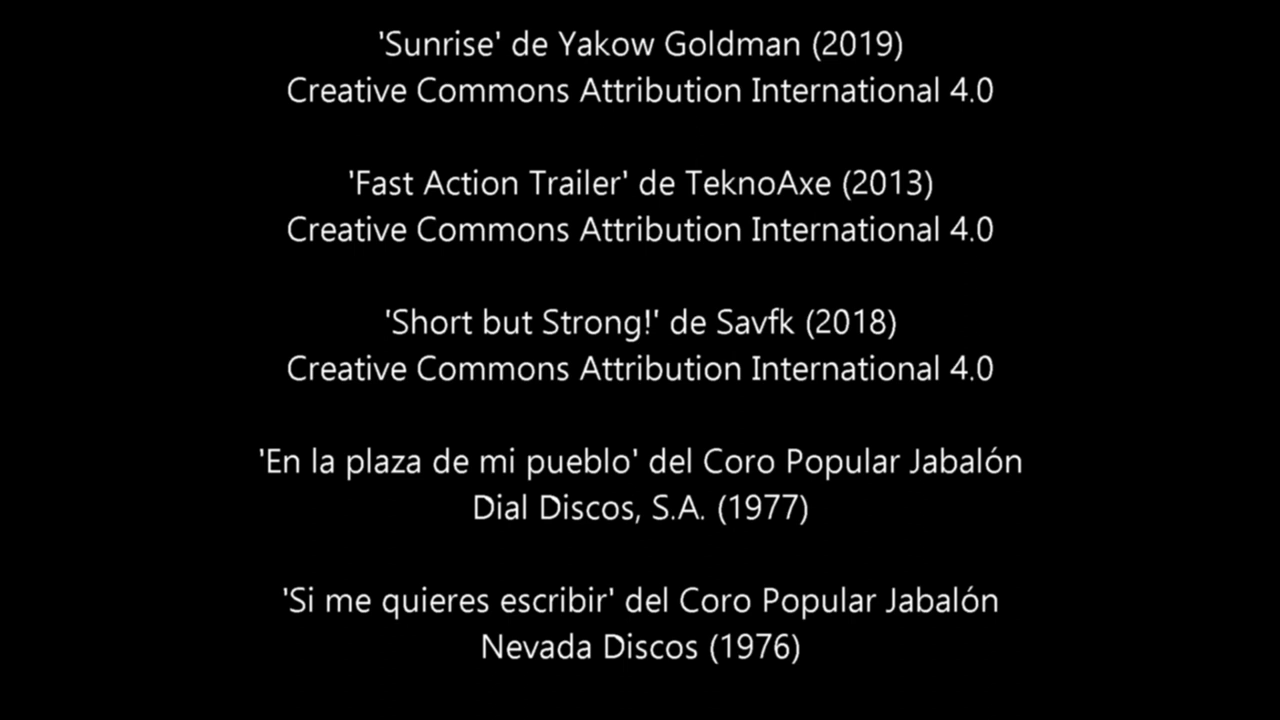 'Sunrise' de Yakow Goldman (2019)
Creative Commons Attribution International 4.0
'Fast Action Trailer' de TeknoAxe (2013)
Creative Commons Attribution International 4.0
'Short but Strong!' de Savfk (2018)
Creative Commons Attribution International 4.0
'En la plaza de mi pueblo' del Coro Popular Jabalón
Dial Discos, S.A. (1977)
'Si me quieres escribir' del Coro Popular Jabalón
Nevada Discos (1976)